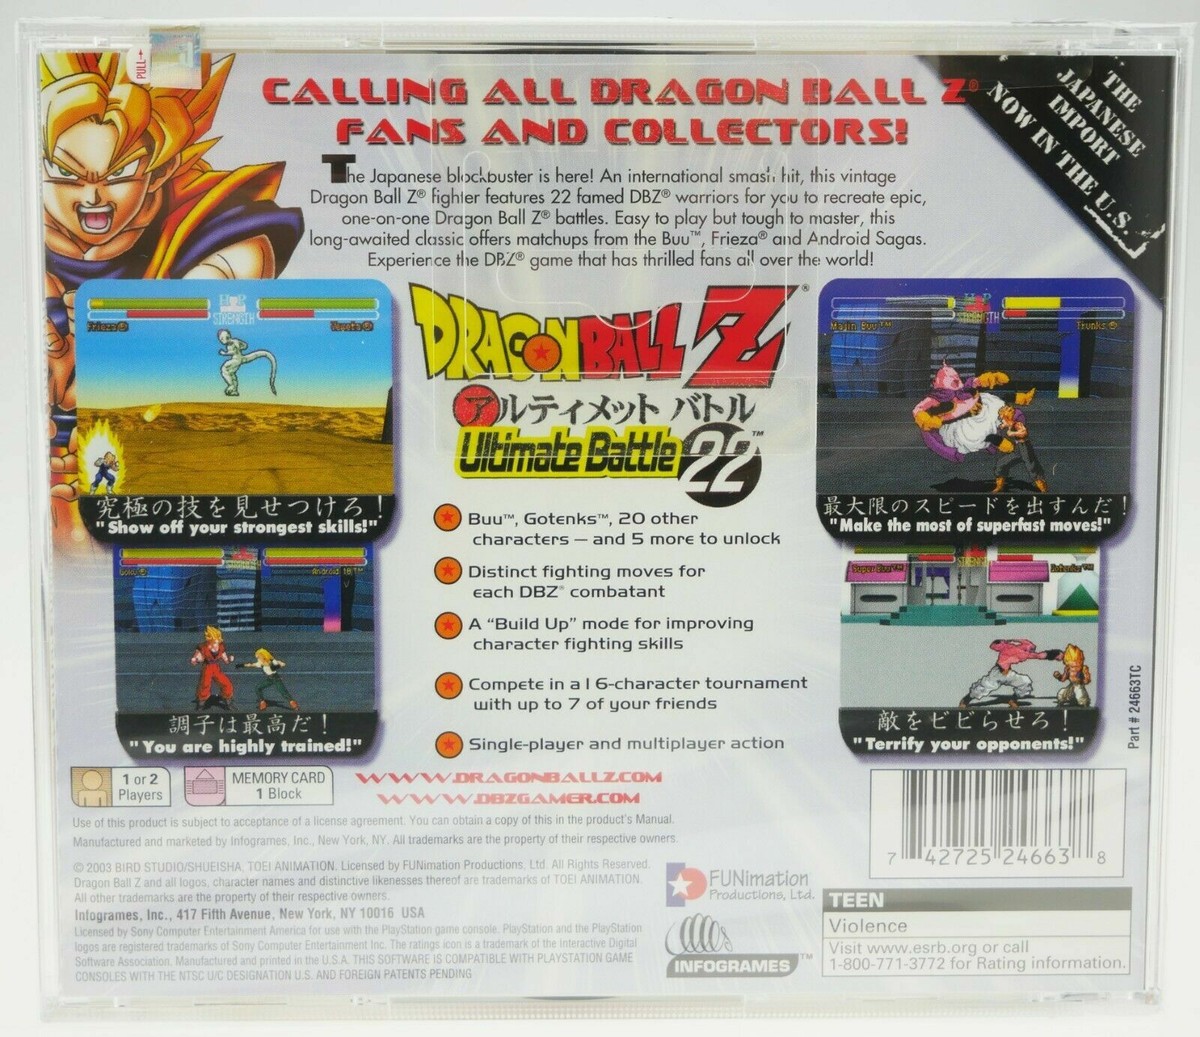 PULL→
CALLING ALL DRAGON BALL Z®
FANS AND COLLECTORS!
THE
JAPANESE
IMPORT
NOW IN THE U.S.
The Japanese blockbuster is here! An international smash hit, this vintage
Dragon Ball Z® fighter features 22 famed DBZ® warriors for you to recreate epic,
one-on-one Dragon Ball Z® battles. Easy to play but tough to master, this
long-awaited classic offers matchups from the Buu™, Frieza® and Android Sagas.
Experience the DBZ® game that has thrilled fans all over the world!
STRENGTH
Frieza® Vegeta®
究極の技を見せつけろ!
"Show off your strongest skills!"
DRAGON BALL Z®
アルティメット バトル
Ultimate Battle 22™
STRENGTH
Majin Buu™ Trunks®
最大限のスピードを出すんだ!
"Make the most of superfast moves!"
Goku® Android 18™
調子は最高だ!
"You are highly trained!"
Buu™, Gotenks™, 20 other
characters — and 5 more to unlock
Distinct fighting moves for
each DBZ® combatant
A “Build Up” mode for improving
character fighting skills
Compete in a 16-character tournament
with up to 7 of your friends
Single-player and multiplayer action
Super Buu™ Gotenks™
敵をビビらせろ!
"Terrify your opponents!"
Part # 24663TC
1 or 2
Players
MEMORY CARD
1 Block
WWW.DRAGONBALLZ.COM
WWW.DBZGAMER.COM
Use of this product is subject to acceptance of a license agreement. You can obtain a copy of this in the product's Manual.
Manufactured and marketed by Infogrames, Inc., New York, NY. All trademarks are the property of their respective owners.
© 2003 BIRD STUDIO/SHUEISHA, TOEI ANIMATION. Licensed by FUNimation Productions, Ltd. All Rights Reserved.
Dragon Ball Z and all logos, character names and distinctive likenesses thereof are trademarks of TOEI ANIMATION.
All other trademarks are the property of their respective owners.
Infogrames, Inc., 417 Fifth Avenue, New York, NY 10016 USA
Licensed by Sony Computer Entertainment America for use with the PlayStation game console. PlayStation and the PlayStation
logos are registered trademarks of Sony Computer Entertainment Inc. The ratings icon is a trademark of the Interactive Digital
Software Association. Manufactured and printed in the U.S.A. THIS SOFTWARE IS COMPATIBLE WITH PLAYSTATION GAME
CONSOLES WITH THE NTSC U/C DESIGNATION U.S. AND FOREIGN PATENTS PENDING
FUNimation
Productions, Ltd.
INFOGRAMES™
7 42725 24663 8
TEEN
Violence
Visit www.esrb.org or call
1-800-771-3772 for Rating information.